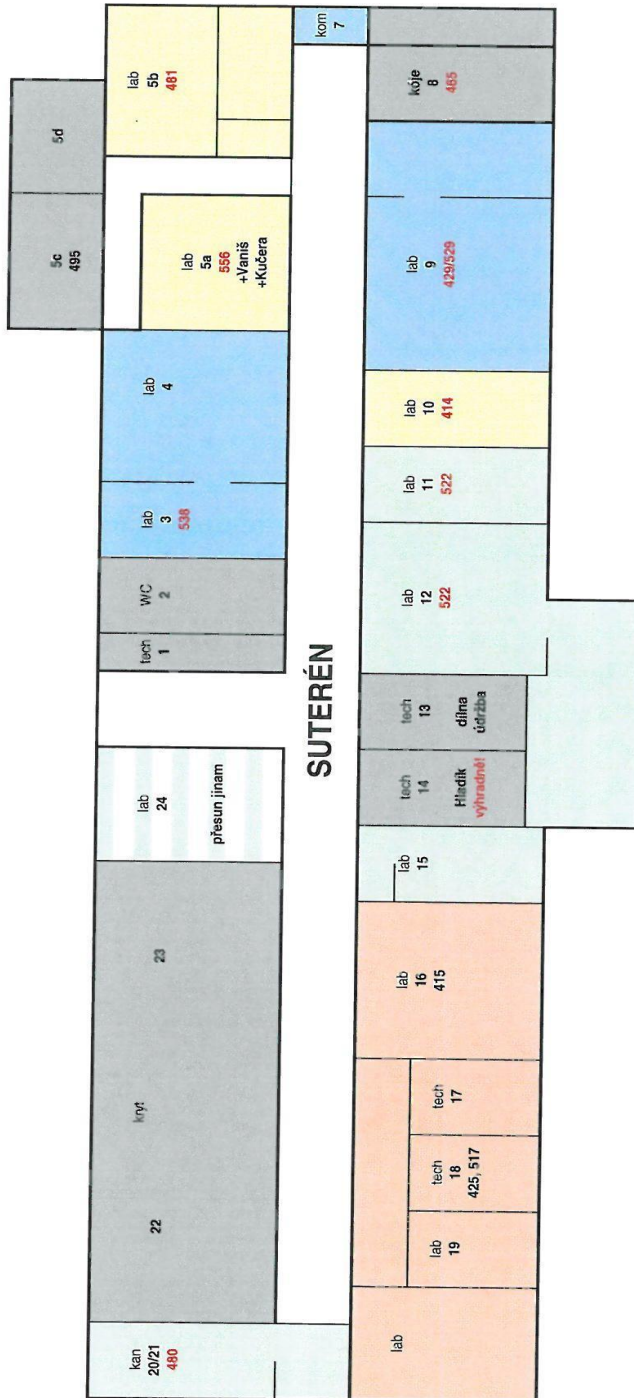 kan
20/21
480
22
kryt
23
lab
24
přesun jinam
tech
1
WC
2
lab
3
538
lab
4
lab
5a
556
+Vaniš
+Kučera
5c
495
5d
lab
5b
481
kom
7
SUTERÉN
lab
lab
19
tech
18
425, 517
tech
17
lab
16
415
lab
15
tech
14
Hladík
výhradně!
tech
13
dílna
údržba
lab
12
522
lab
11
522
lab
10
414
lab
9
429/529
kóje
8
465